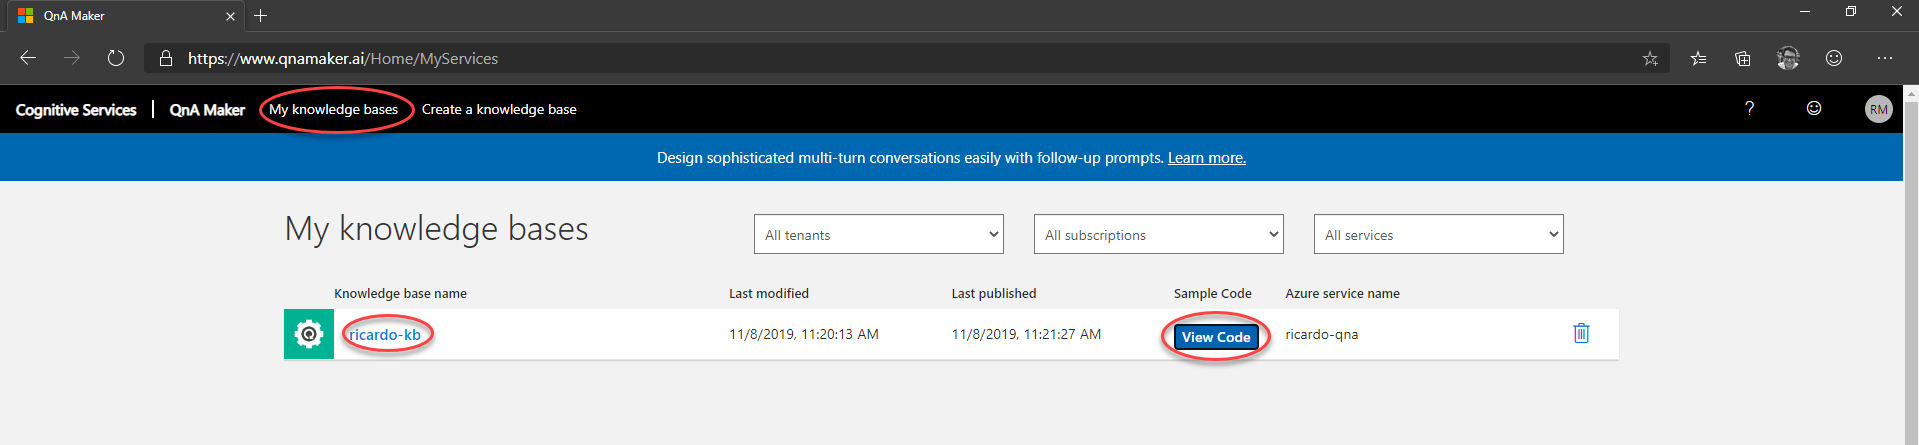 QnA Maker
https://www.qnamaker.ai/Home/MyServices
Cognitive Services | QnA Maker My knowledge bases Create a knowledge base ? RM
Design sophisticated multi-turn conversations easily with follow-up prompts. Learn more.
My knowledge bases All tenants All subscriptions All services
Knowledge base name Last modified Last published Sample Code Azure service name
ricardo-kb 11/8/2019, 11:20:13 AM 11/8/2019, 11:21:27 AM View Code ricardo-qna